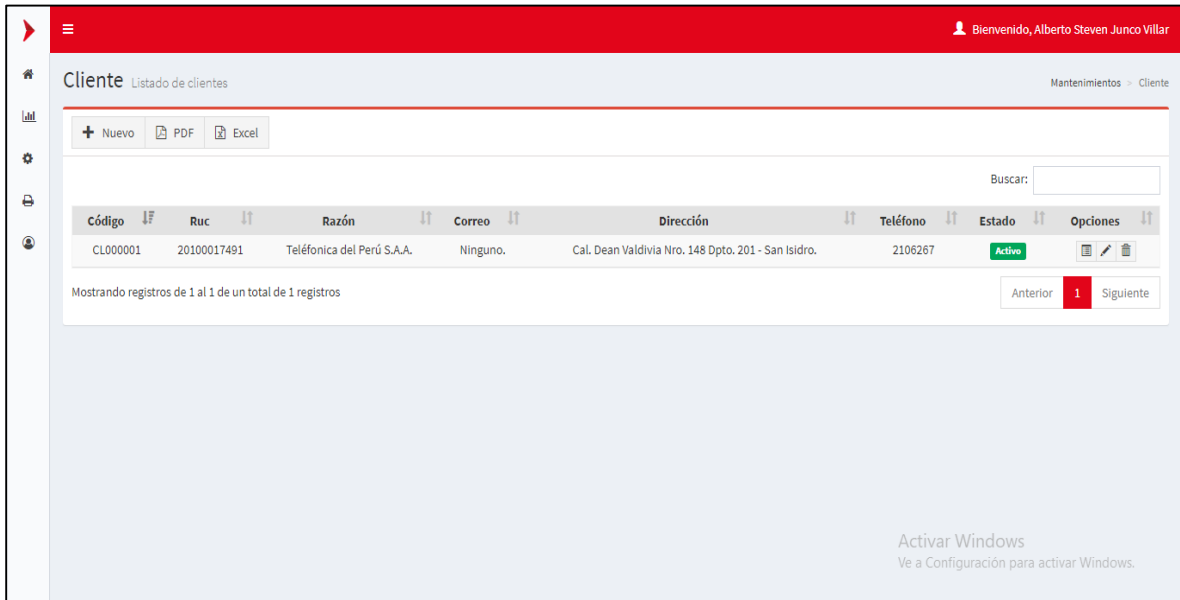 Bienvenido, Alberto Steven Junco Villar
Cliente Listado de clientes
Mantenimientos > Cliente
Nuevo PDF Excel
Buscar:
Código Ruc Razón Correo Dirección Teléfono Estado Opciones
CL000001 20100017491 Teléfonica del Perú S.A.A. Ninguno. Cal. Dean Valdivia Nro. 148 Dpto. 201 - San Isidro. 2106267 Activo
Mostrando registros de 1 al 1 de un total de 1 registros
Anterior 1 Siguiente
Activar Windows
Ve a Configuración para activar Windows.